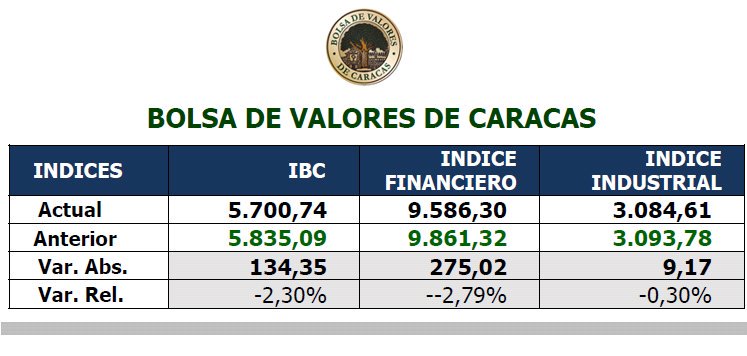 BOLSA DE VALORES
DE CARACAS
BOLSA DE VALORES DE CARACAS
INDICES IBC INDICE FINANCIERO INDICE INDUSTRIAL
Actual 5.700,74 9.586,30 3.084,61
Anterior 5.835,09 9.861,32 3.093,78
Var. Abs. 134,35 275,02 9,17
Var. Rel. -2,30% --2,79% -0,30%